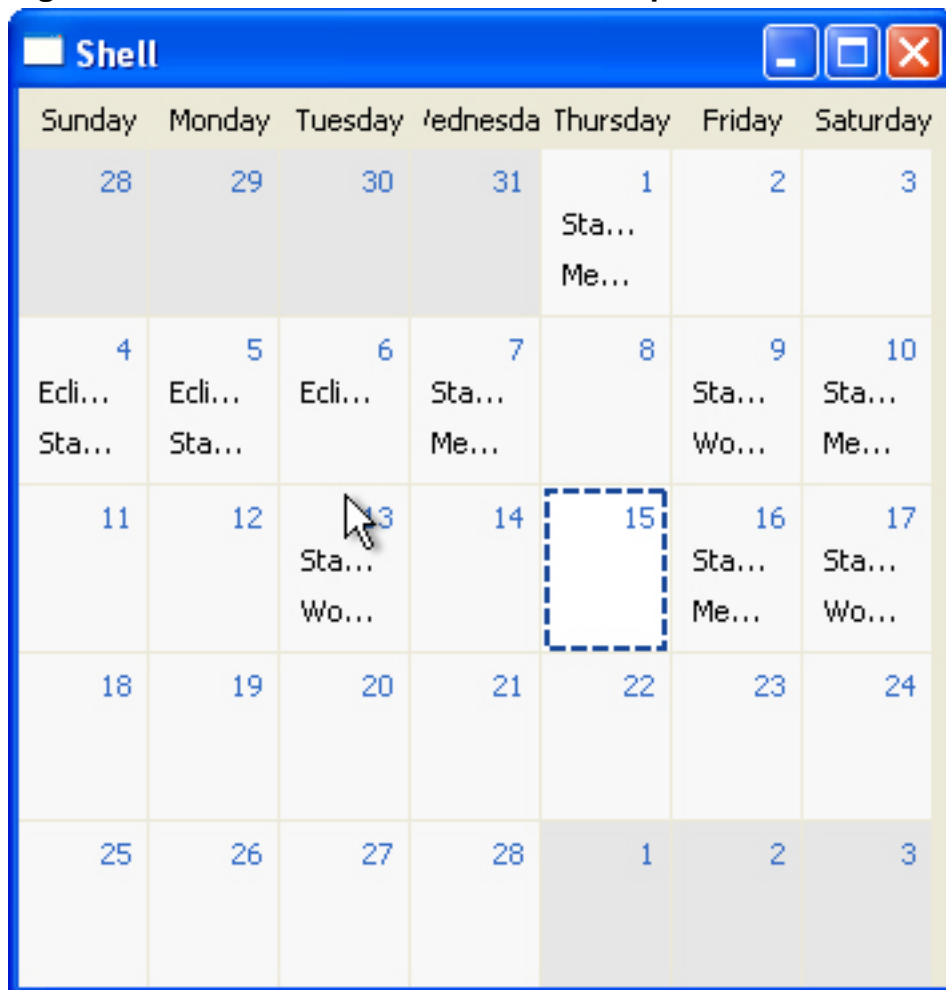 Shell
Sunday Monday Tuesday Wednesda Thursday Friday Saturday
28 29 30 31 1 2 3
Sta...
Me...
4 5 6 7 8 9 10
Ecli... Ecli... Ecli... Sta... Sta... Sta...
Sta... Sta... Me... Wo... Me...
11 12 13 14 15 16 17
Sta... Sta... Sta...
Wo... Me... Wo...
18 19 20 21 22 23 24
25 26 27 28 1 2 3